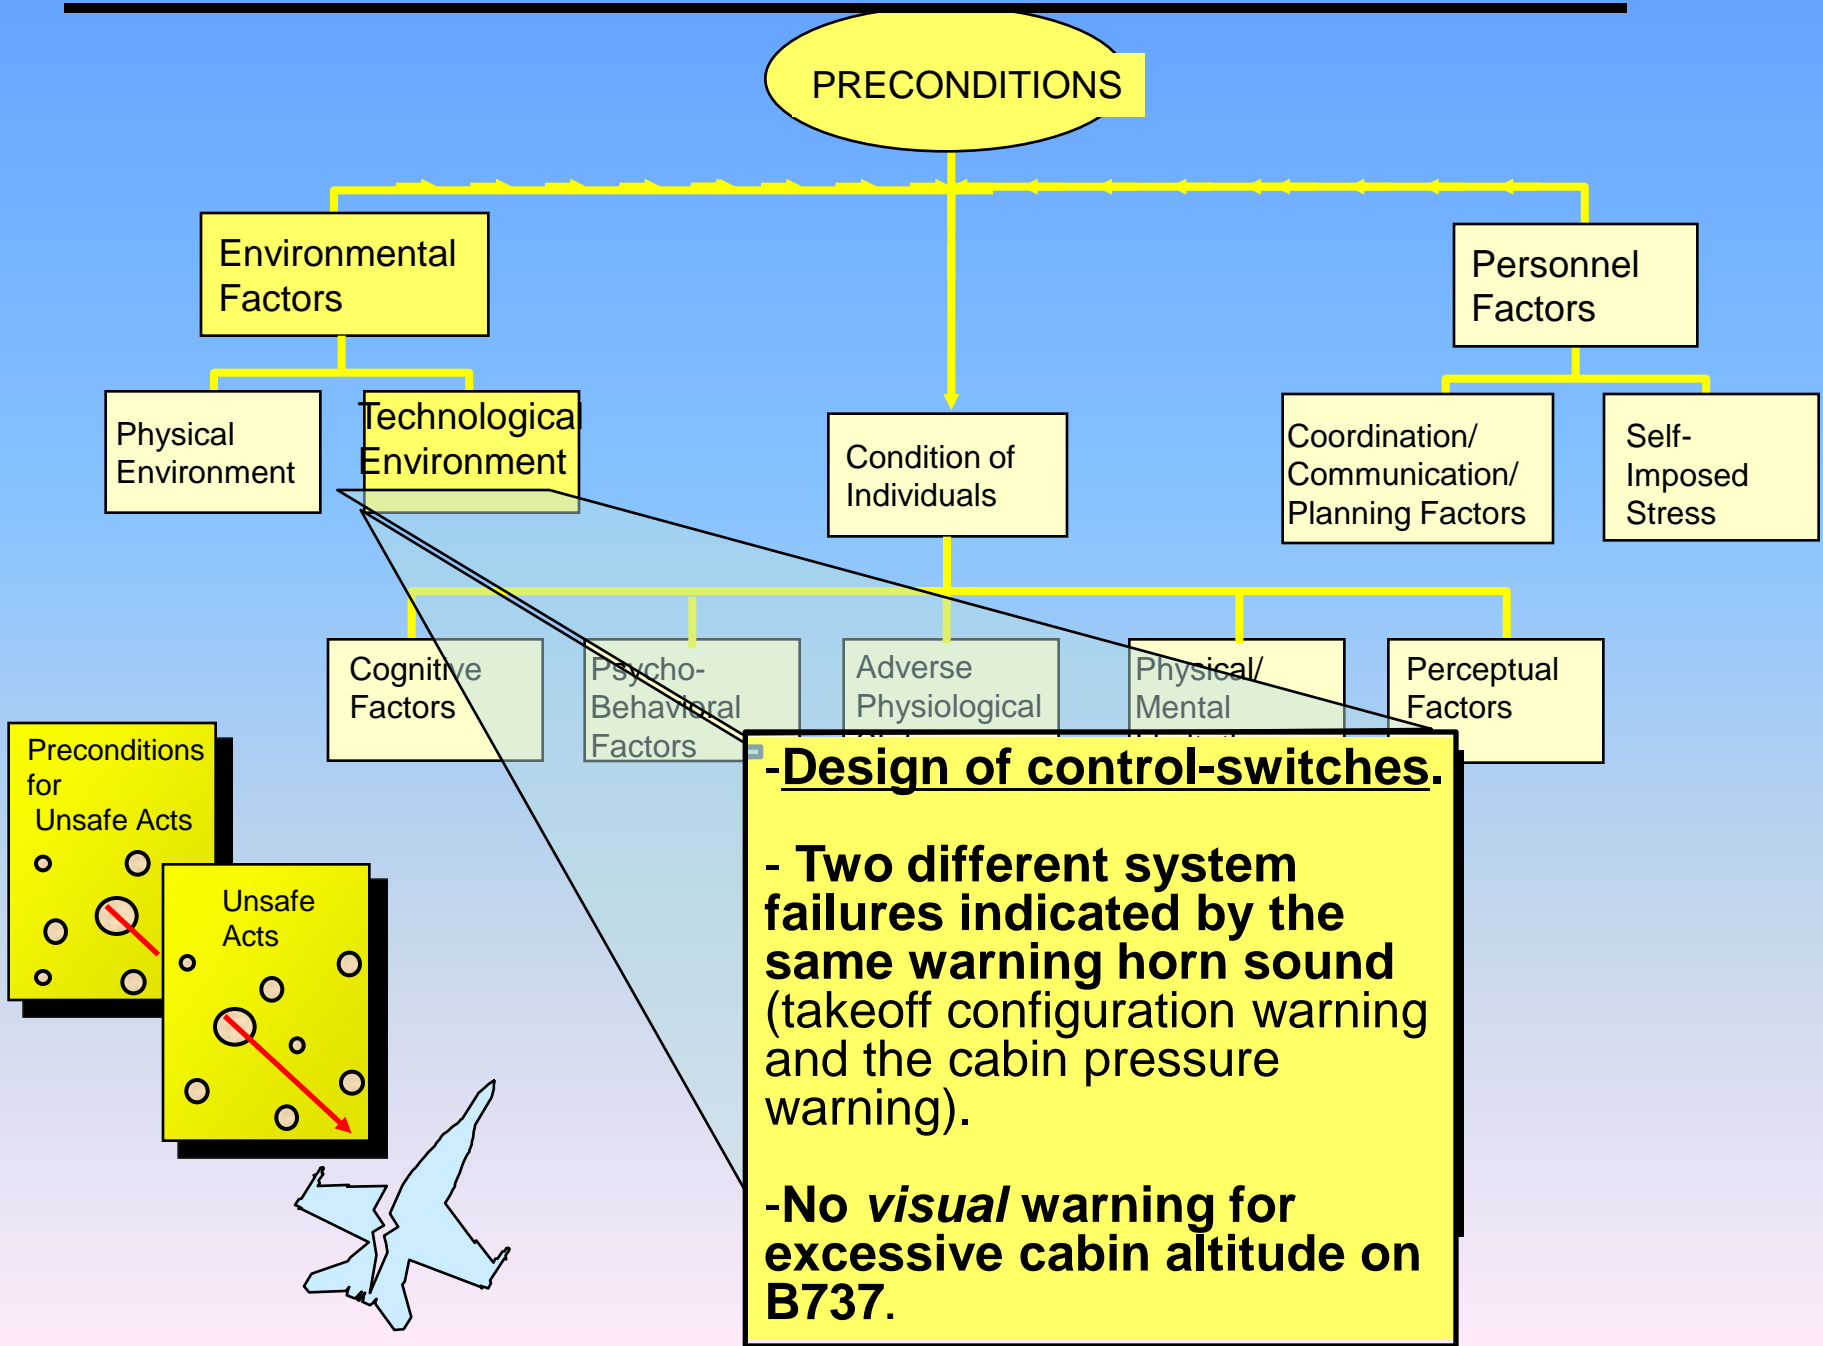 PRECONDITIONS
Environmental
Factors
Personnel
Factors
Physical
Environment
Technological
Environment
Condition of
Individuals
Coordination/
Communication/
Planning Factors
Self-
Imposed
Stress
Cognitive
Factors
Psycho-
Behavioral
Factors
Adverse
Physiological
Physical/
Mental
Perceptual
Factors
Preconditions
for
Unsafe Acts
Unsafe
Acts
-Design of control-switches.
- Two different system
failures indicated by the
same warning horn sound
(takeoff configuration warning
and the cabin pressure
warning).
-No visual warning for
excessive cabin altitude on
B737.